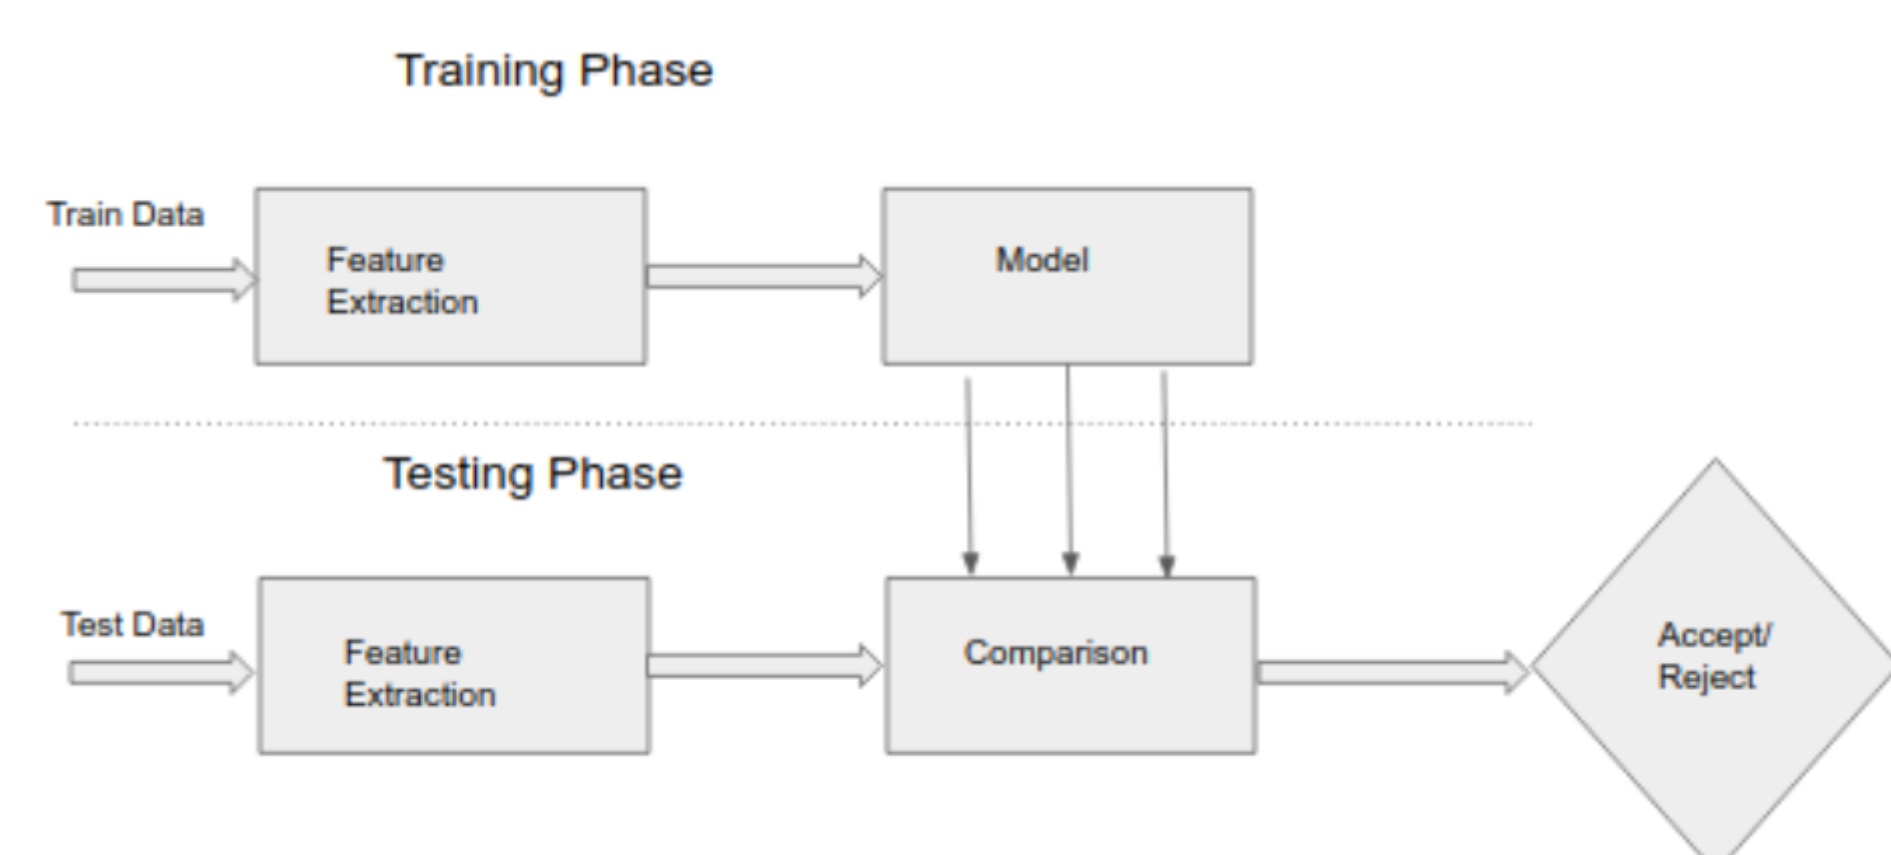 Training Phase
Train Data
Feature
Extraction
Model
Testing Phase
Test Data
Feature
Extraction
Comparison
Accept/
Reject